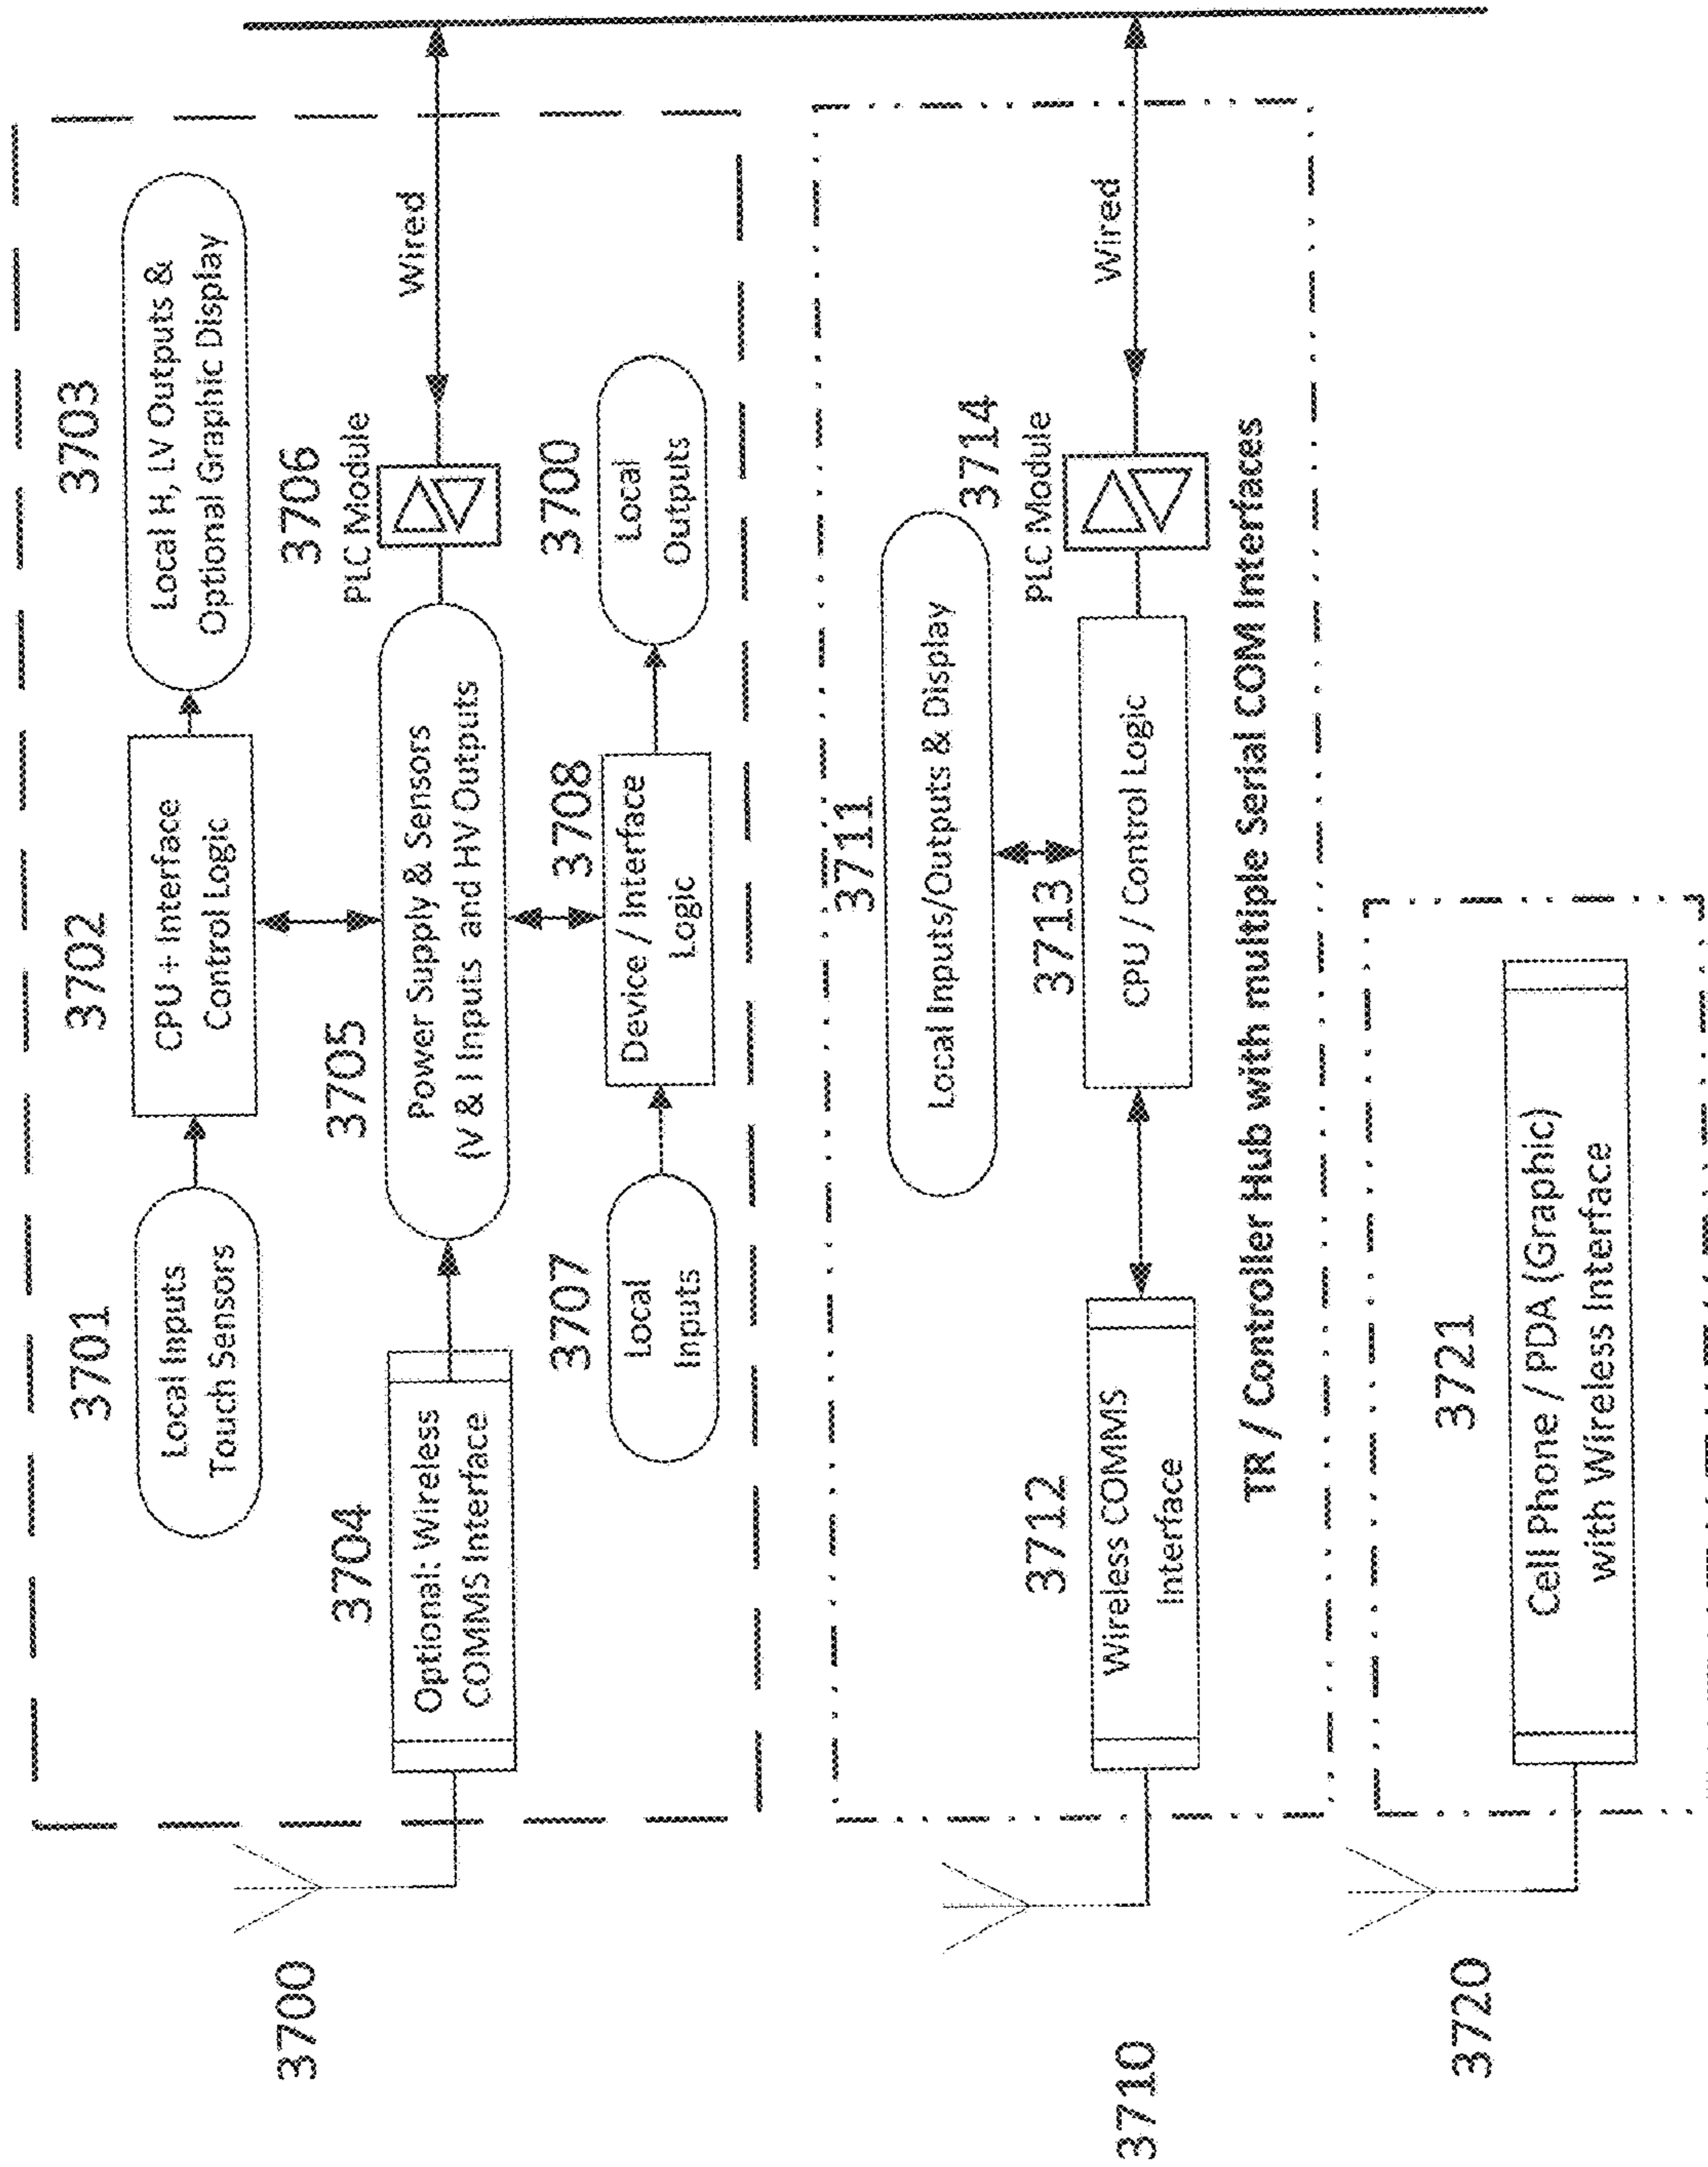 3700
3701
Local Inputs
Touch Sensors
3702
CPU + Interface
Control Logic
3703
Local H, LV Outputs &
Optional Graphic Display
3704
Optional: Wireless
COMMS Interface
3705
Power Supply & Sensors
(V & I Inputs and HV Outputs
3706
PLC Module
Wired
3707
Local
Inputs
3708
Device / Interface
Logic
3700
Local
Outputs
3710
3711
Local Inputs/Outputs & Display
3712
Wireless COMMS
Interface
3713
CPU / Control Logic
3714
PLC Module
Wired
TR / Controller Hub with multiple Serial COM Interfaces
3720
3721
Cell Phone / PDA (Graphic)
with Wireless Interface